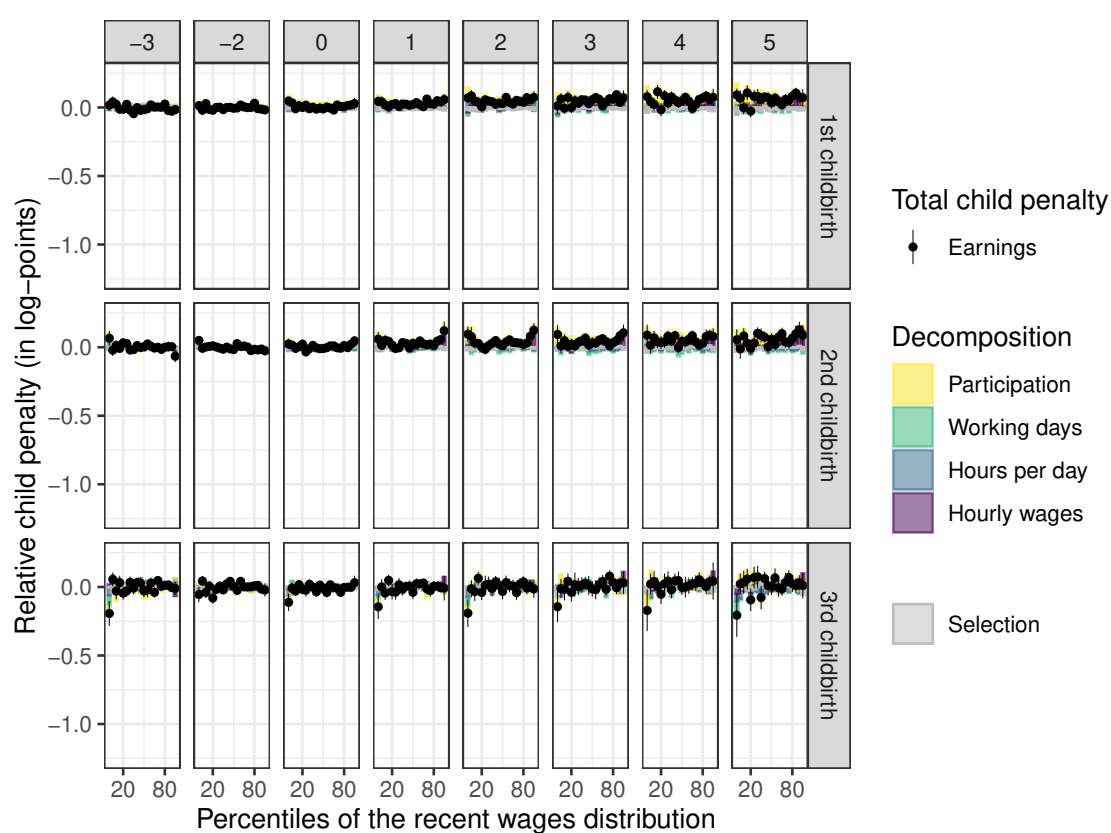 −3 −2 0 1 2 3 4 5
0.0
−0.5
−1.0
1st childbirth
0.0
−0.5
−1.0
2nd childbirth
0.0
−0.5
−1.0
3rd childbirth
20 80 20 80 20 80 20 80 20 80 20 80 20 80 20 80
Percentiles of the recent wages distribution
Relative child penalty (in log−points)
Total child penalty
Earnings
Decomposition
Participation
Working days
Hours per day
Hourly wages
Selection